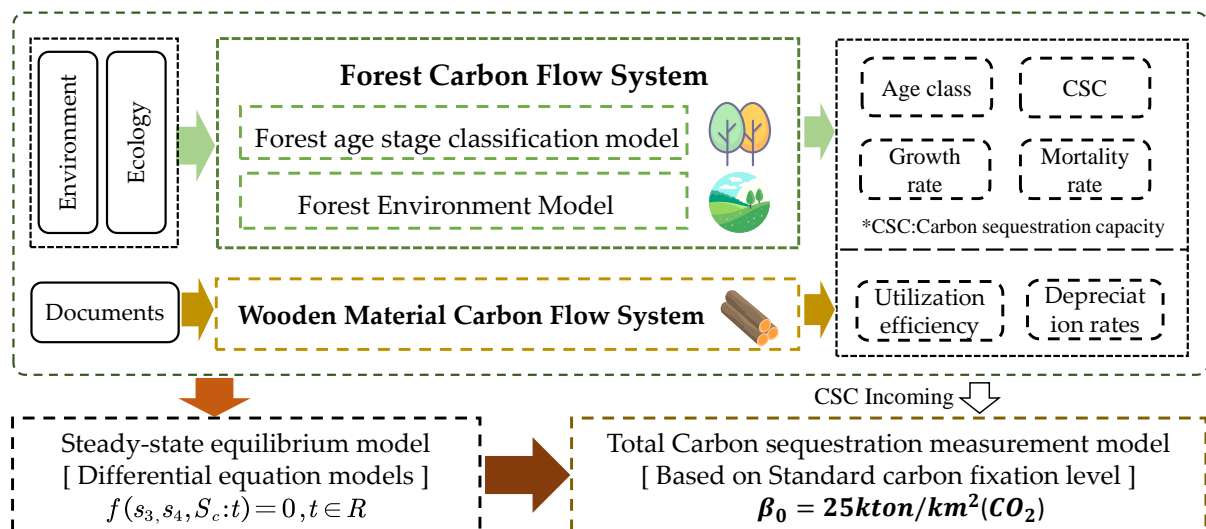 Environment
Ecology
Forest Carbon Flow System
Forest age stage classification model
Forest Environment Model
Age class
CSC
Growth
rate
Mortality
rate
*CSC:Carbon sequestration capacity
Documents
Wooden Material Carbon Flow System
Utilization
efficiency
Depreciat
ion rates
CSC Incoming
Steady-state equilibrium model
[ Differential equation models ]
f(s₃,s₄,S_c:t)=0,t∈R
Total Carbon sequestration measurement model
[ Based on Standard carbon fixation level ]
β₀ = 25kton/km²(CO₂)